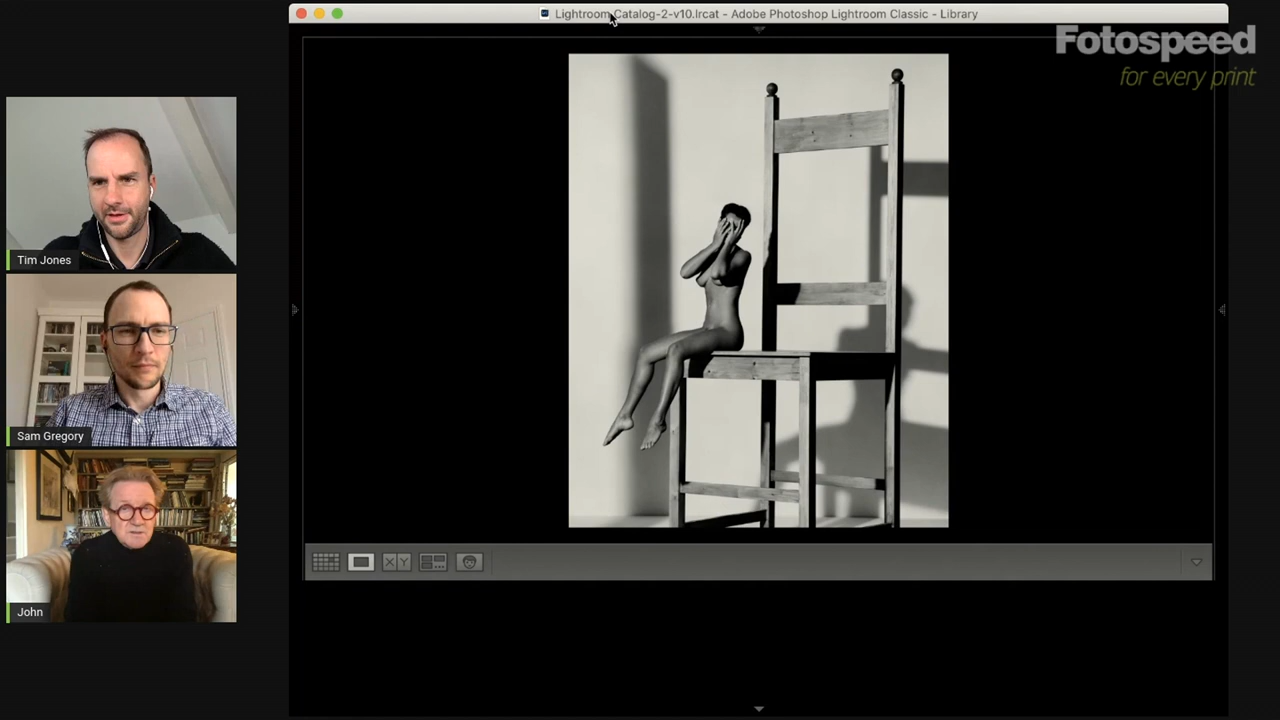 Lightroom Catalog-2-v10.lrcat - Adobe Photoshop Lightroom Classic - Library
Fotospeed
for every print
Tim Jones
Sam Gregory
John
X Y